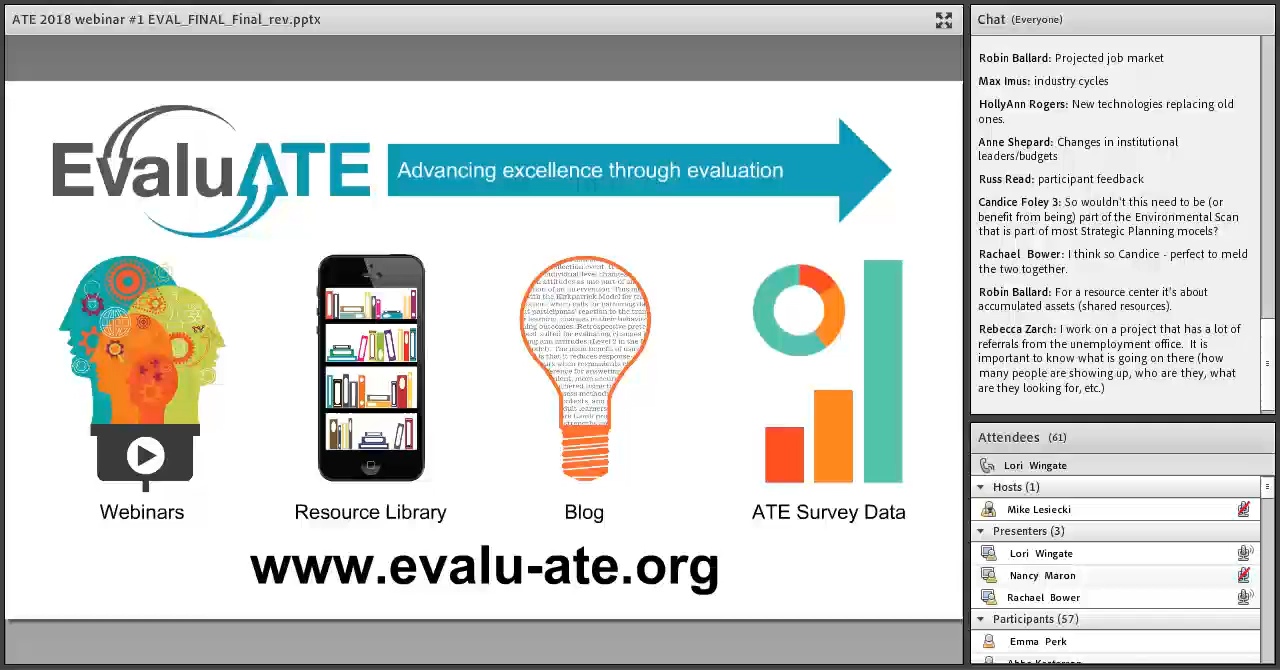 ATE 2018 webinar #1 EVAL_FINAL_Final_rev.pptx
EvaluATE
Advancing excellence through evaluation
Webinars
Resource Library
Blog
ATE Survey Data
www.evalu-ate.org
Chat (Everyone)
Robin Ballard: Projected job market
Max Imus: industry cycles
HollyAnn Rogers: New technologies replacing old
ones.
Anne Shepard: Changes in institutional
leaders/budgets
Russ Read: participant feedback
Candice Foley 3: So wouldn't this need to be (or
benefit from being) part of the Environmental Scan
that is part of most Strategic Planning mocels?
Rachael Bower: I think so Candice - perfect to meld
the two together.
Robin Ballard: For a resource center it's about
accumulated assets (shared resources).
Rebecca Zarch: I work on a project that has a lot of
referrals from the unemployment office. It is
important to know what is going on there (how
many people are showing up, who are they, what
are they looking for, etc.)
Attendees (61)
Lori Wingate
Hosts (1)
Mike Lesiecki
Presenters (3)
Lori Wingate
Nancy Maron
Rachael Bower
Participants (57)
Emma Perk